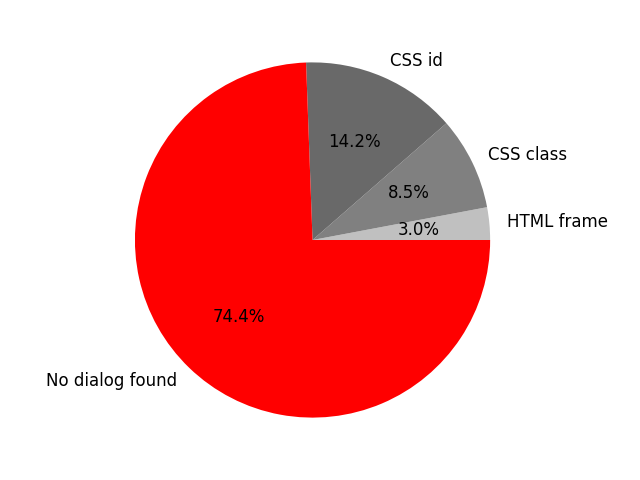 CSS id
14.2%
CSS class
8.5%
HTML frame
3.0%
74.4%
No dialog found